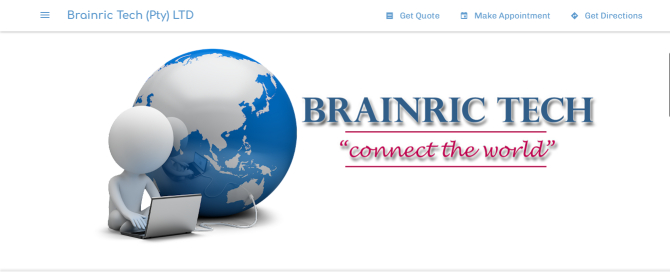 Brainric Tech (Pty) LTD
Get Quote
Make Appointment
Get Directions
BRAINRIC TECH
“connect the world”